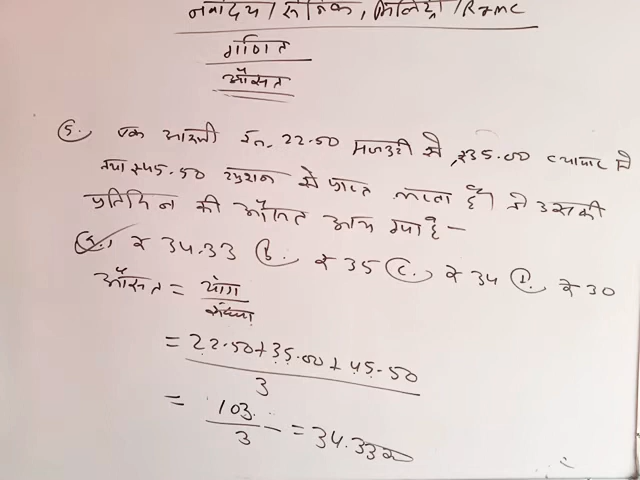 नवोदय / सैनिक, मिलिट्री / RIMC
गणित
औसत
5. एक आदमी रु. 22.50 मजदूरी से, ₹35.00 व्यापार से
तथा ₹45.50 ट्यूशन से प्राप्त करता है। तो उसकी
प्रतिदिन की औसत आय क्या है -
A. ₹ 34.33 B. ₹ 35 C. ₹ 34 D. ₹ 30
औसत = योग / संख्या
= 22.50+35.00+45.50 / 3
= 103 / 3 = 34.33 ₹